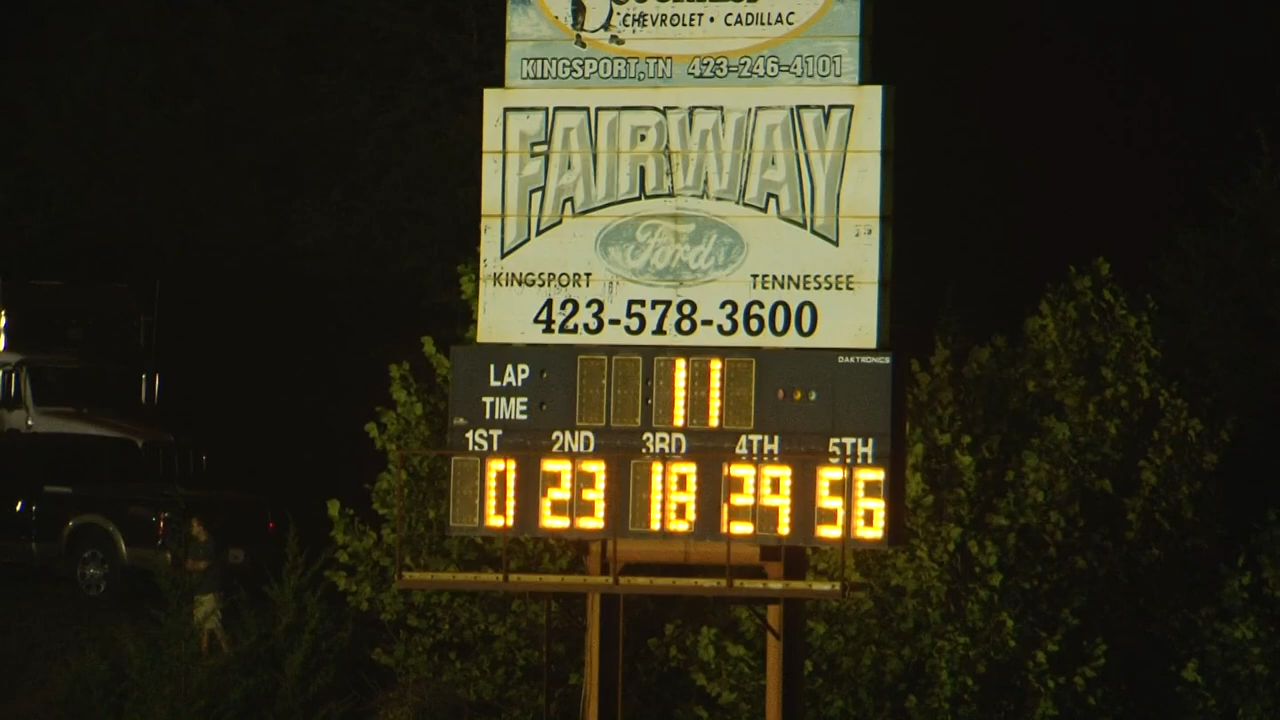 CHEVROLET • CADILLAC
KINGSPORT, TN 423-246-4101
FAIRWAY
Ford
KINGSPORT TENNESSEE
423-578-3600
DAKTRONICS
LAP 11
TIME
1ST 2ND 3RD 4TH 5TH
0 23 18 29 56